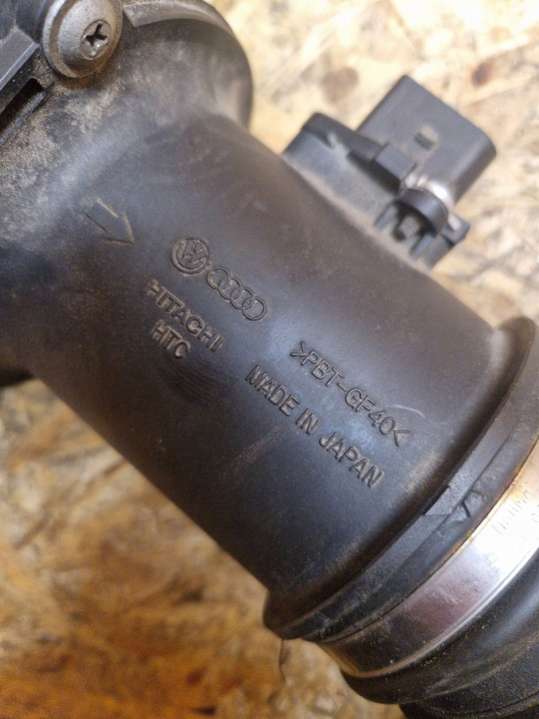 HITACHI
HTC
>PBT-GF40<
MADE IN JAPAN